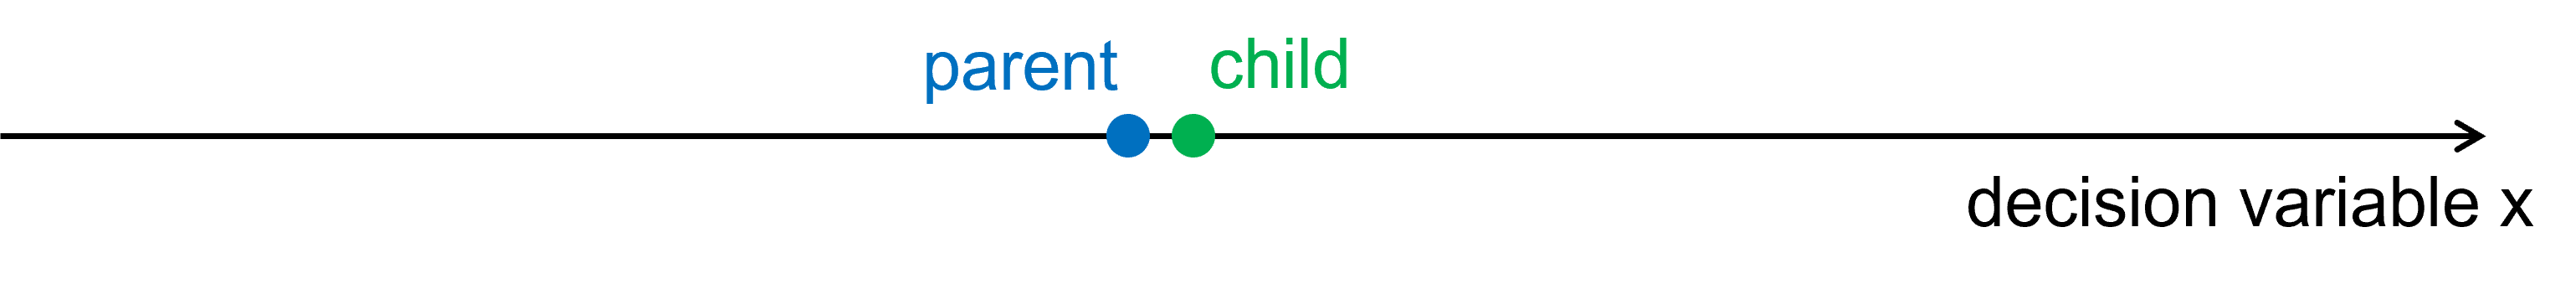 parent child
decision variable x